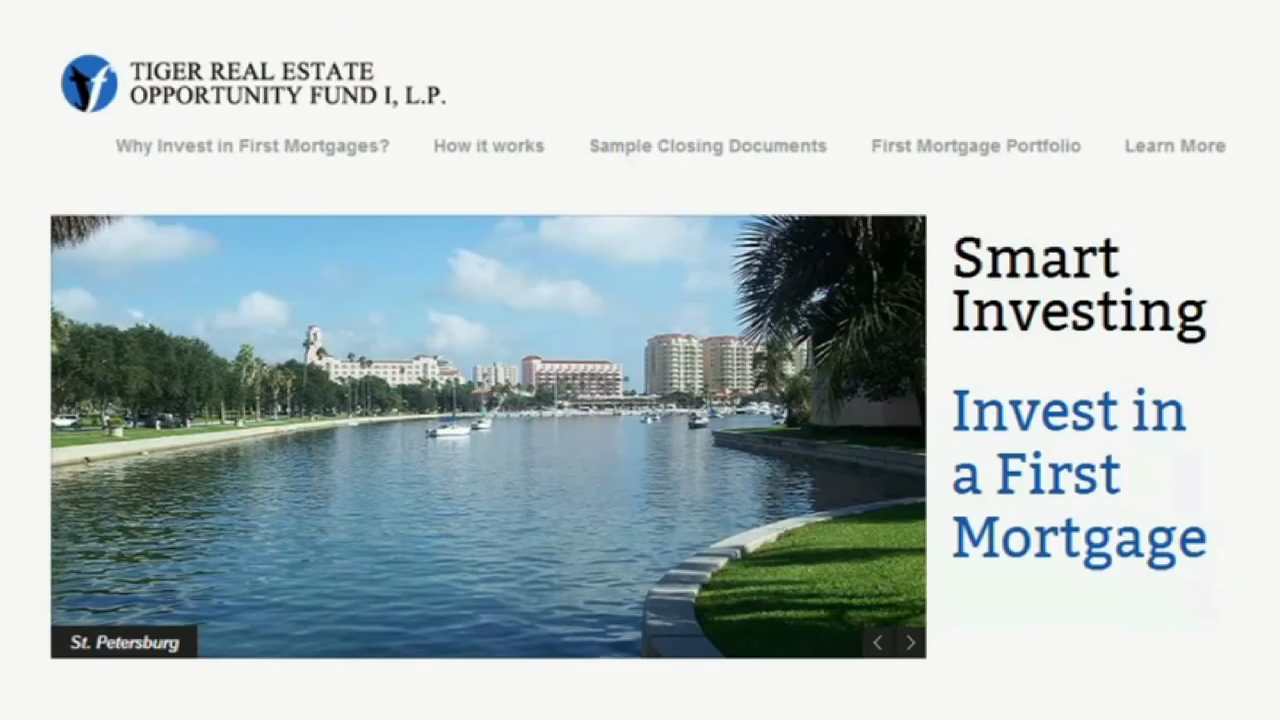 TIGER REAL ESTATE
OPPORTUNITY FUND I, L.P.
Why Invest in First Mortgages? How it works Sample Closing Documents First Mortgage Portfolio Learn More
Smart
Investing
Invest in
a First
Mortgage
St. Petersburg